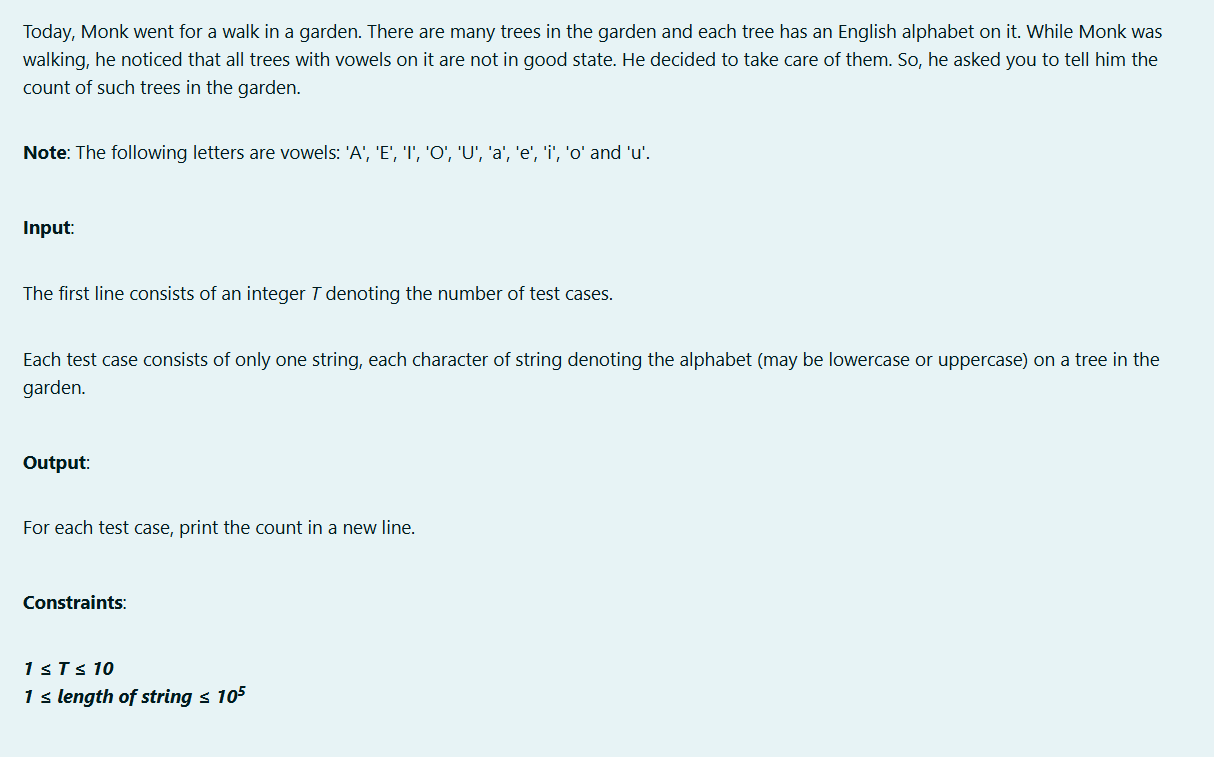 Today, Monk went for a walk in a garden. There are many trees in the garden and each tree has an English alphabet on it. While Monk was
walking, he noticed that all trees with vowels on it are not in good state. He decided to take care of them. So, he asked you to tell him the
count of such trees in the garden.
Note: The following letters are vowels: 'A', 'E', 'I', 'O', 'U', 'a', 'e', 'i', 'o' and 'u'.
Input:
The first line consists of an integer T denoting the number of test cases.
Each test case consists of only one string, each character of string denoting the alphabet (may be lowercase or uppercase) on a tree in the
garden.
Output:
For each test case, print the count in a new line.
Constraints:
1 ≤ T ≤ 10
1 ≤ length of string ≤ 10⁵